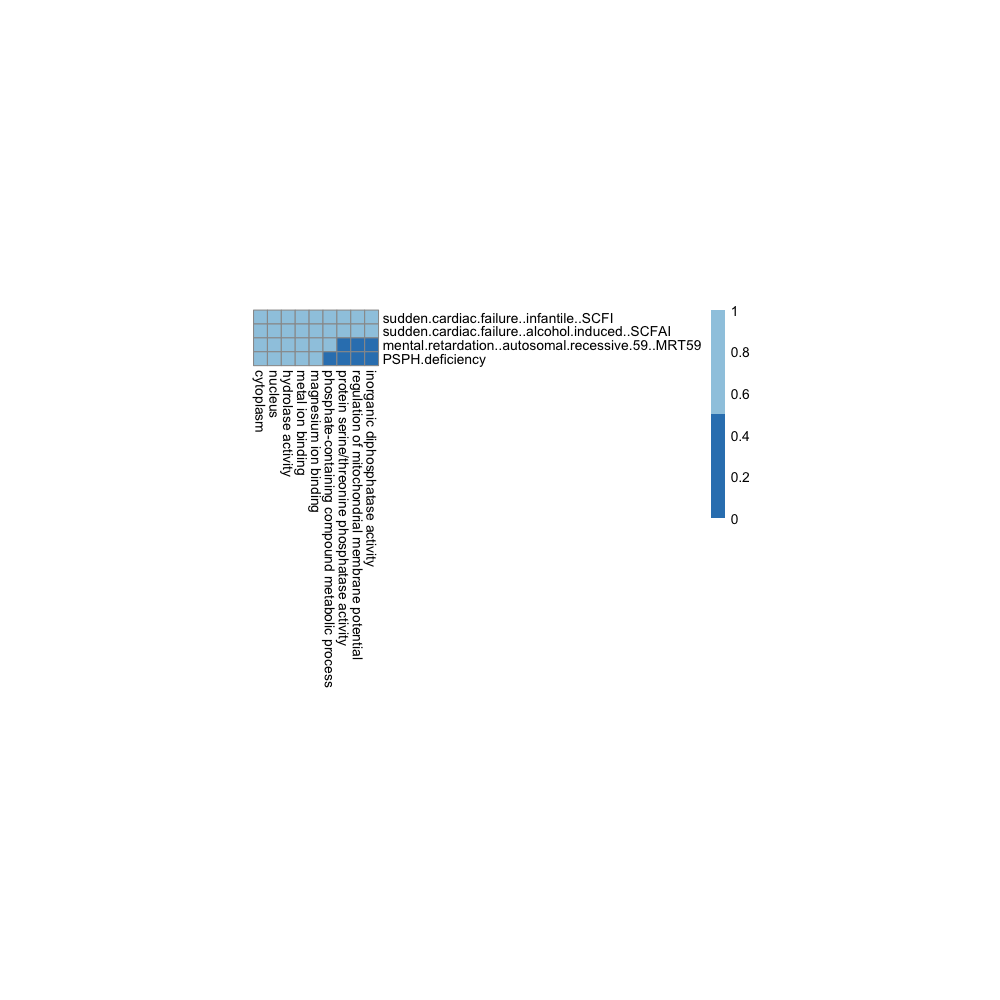 sudden.cardiac.failure..infantile..SCFI
sudden.cardiac.failure..alcohol.induced..SCFAI
mental.retardation..autosomal.recessive.59..MRT59
PSPH.deficiency
cytoplasm
nucleus
hydrolase activity
metal ion binding
magnesium ion binding
phosphate-containing compound metabolic process
protein serine/threonine phosphatase activity
regulation of mitochondrial membrane potential
inorganic diphosphatase activity
1
0.8
0.6
0.4
0.2
0